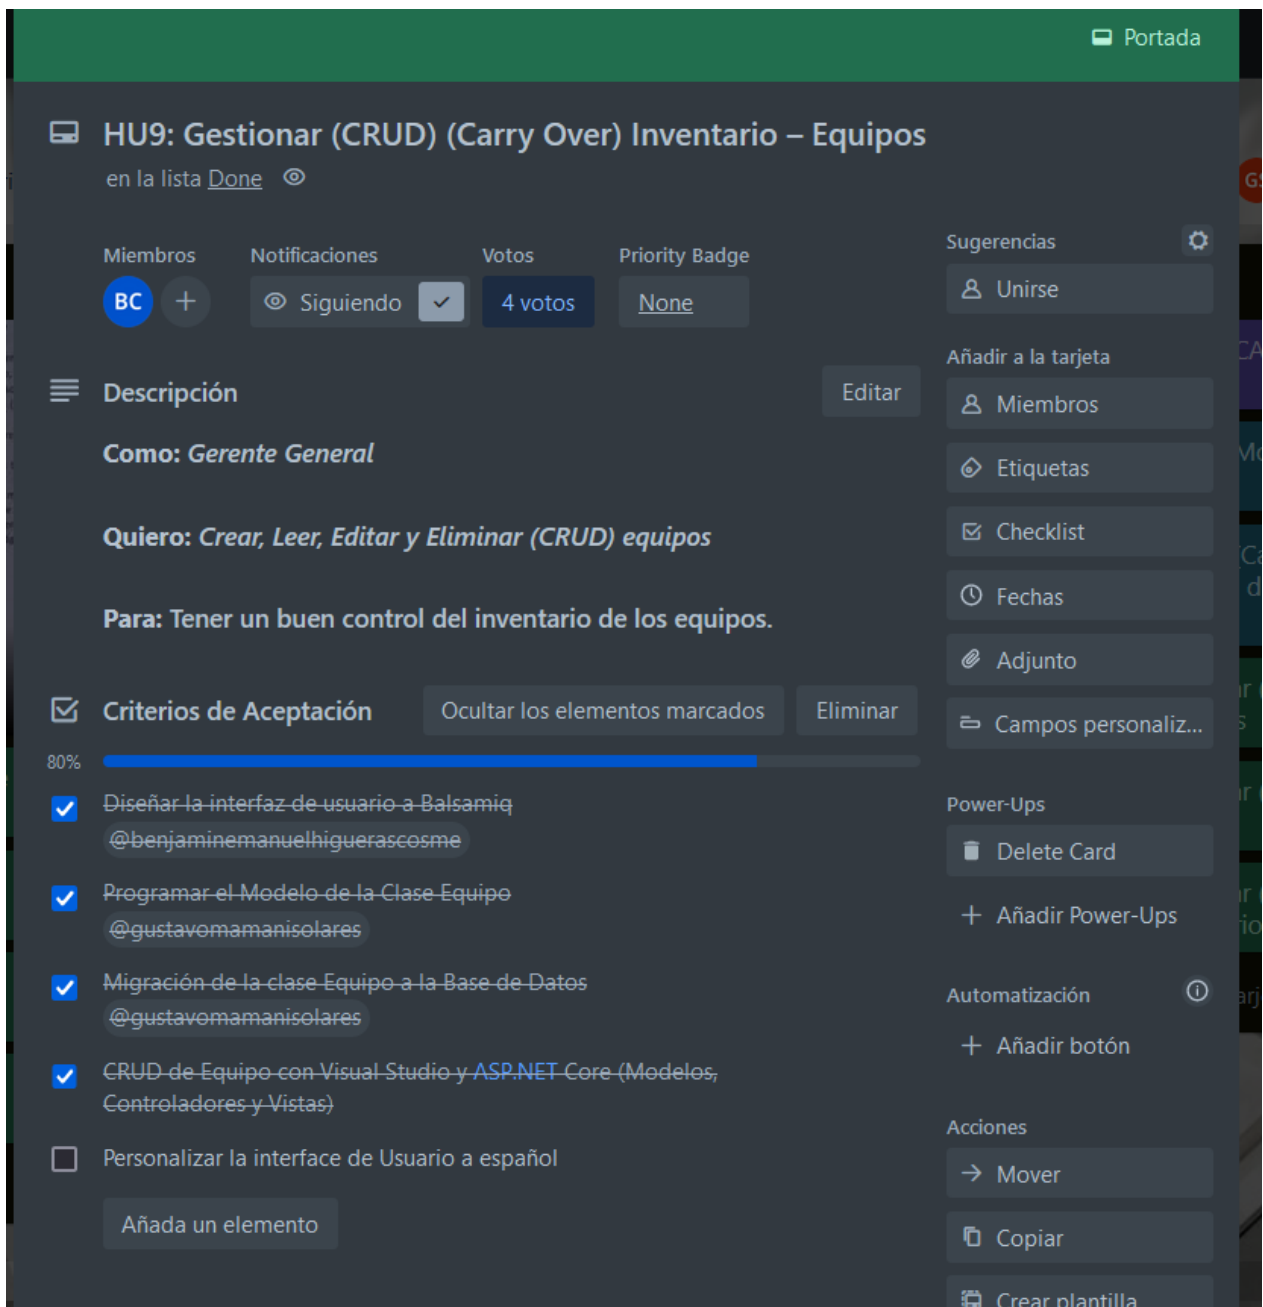 Portada
HU9: Gestionar (CRUD) (Carry Over) Inventario – Equipos
en la lista Done
Miembros
Notificaciones
Votos
Priority Badge
BC
Siguiendo
4 votos
None
Descripción
Editar
Como: Gerente General
Quiero: Crear, Leer, Editar y Eliminar (CRUD) equipos
Para: Tener un buen control del inventario de los equipos.
Criterios de Aceptación
Ocultar los elementos marcados
Eliminar
80%
Diseñar la interfaz de usuario a Balsamiq
@benjaminemanuelhiguerascosme
Programar el Modelo de la Clase Equipo
@gustavomamanisolares
Migración de la clase Equipo a la Base de Datos
@gustavomamanisolares
CRUD de Equipo con Visual Studio y ASP.NET Core (Modelos,
Controladores y Vistas)
Personalizar la interface de Usuario a español
Añada un elemento
Sugerencias
Unirse
Añadir a la tarjeta
Miembros
Etiquetas
Checklist
Fechas
Adjunto
Campos personaliz...
Power-Ups
Delete Card
Añadir Power-Ups
Automatización
Añadir botón
Acciones
Mover
Copiar
Crear plantilla